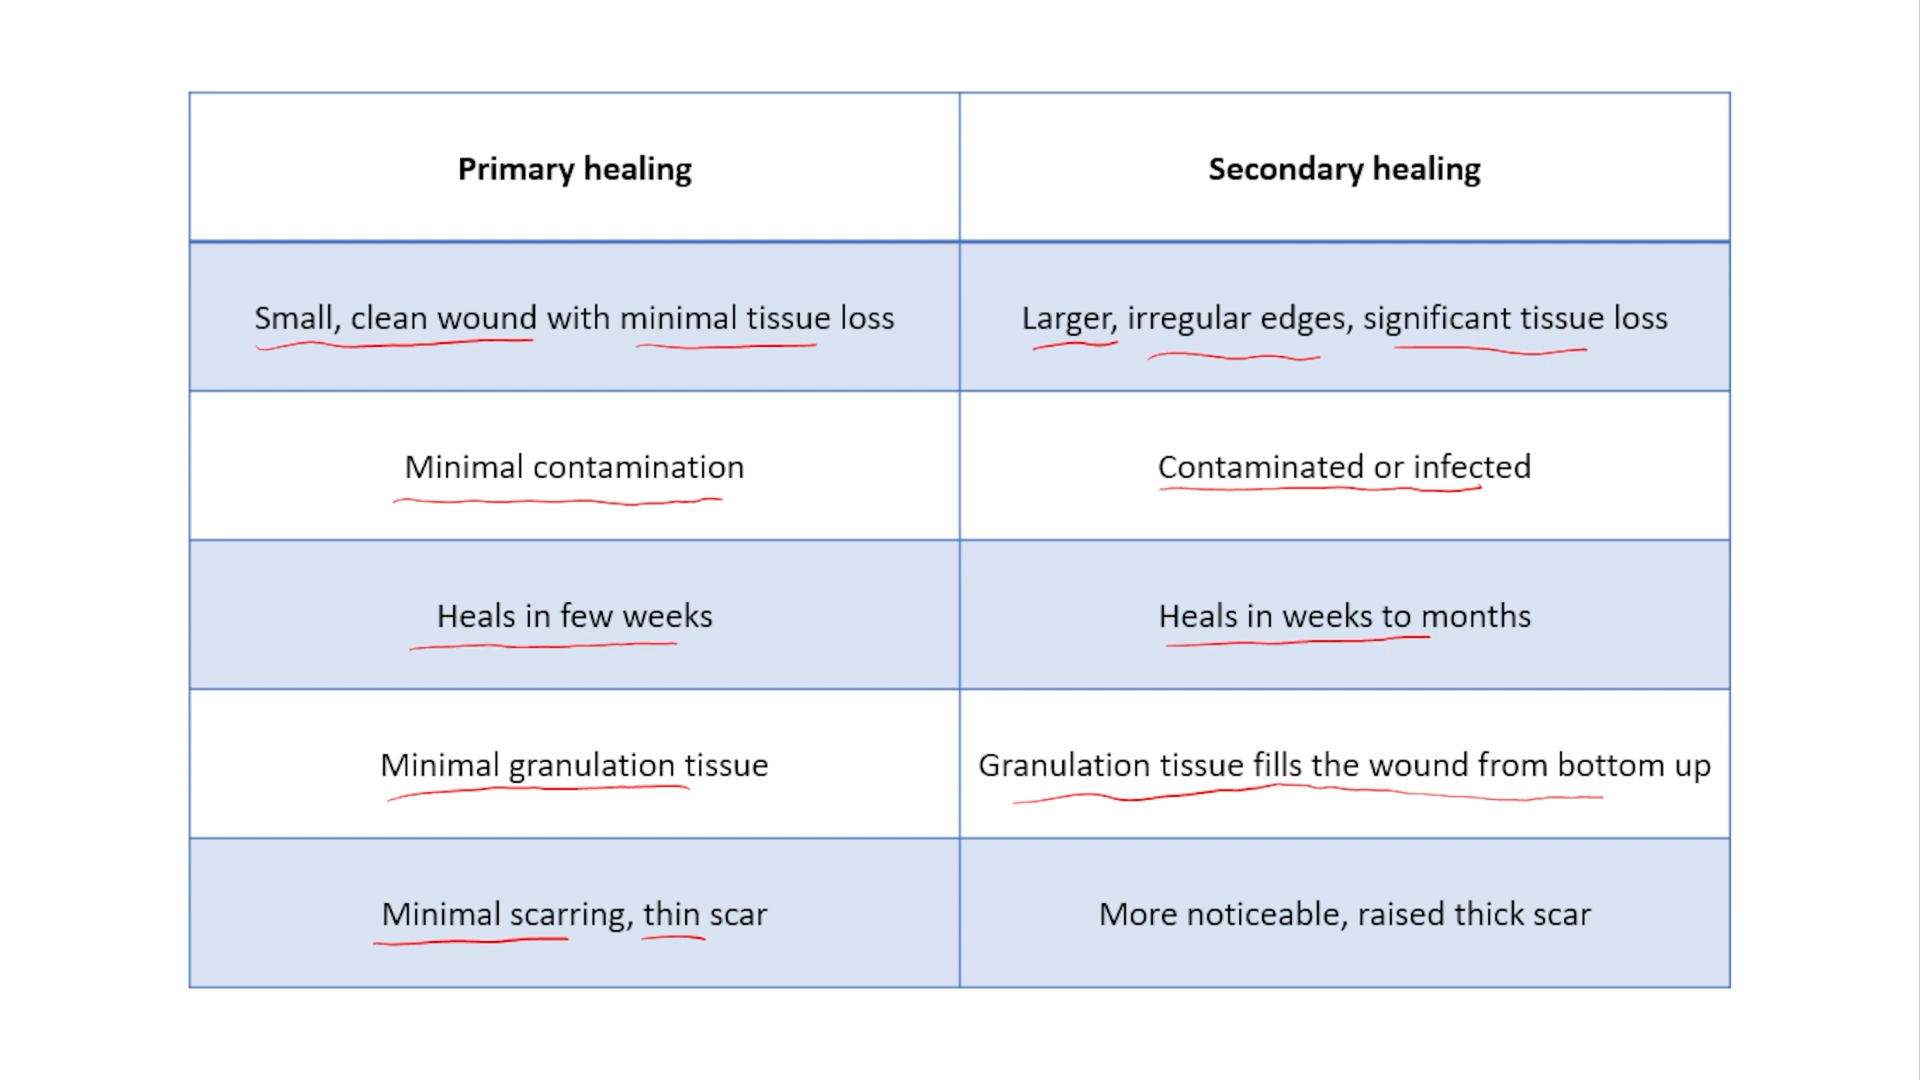 Primary healing
Secondary healing
Small, clean wound with minimal tissue loss
Larger, irregular edges, significant tissue loss
Minimal contamination
Contaminated or infected
Heals in few weeks
Heals in weeks to months
Minimal granulation tissue
Granulation tissue fills the wound from bottom up
Minimal scarring, thin scar
More noticeable, raised thick scar